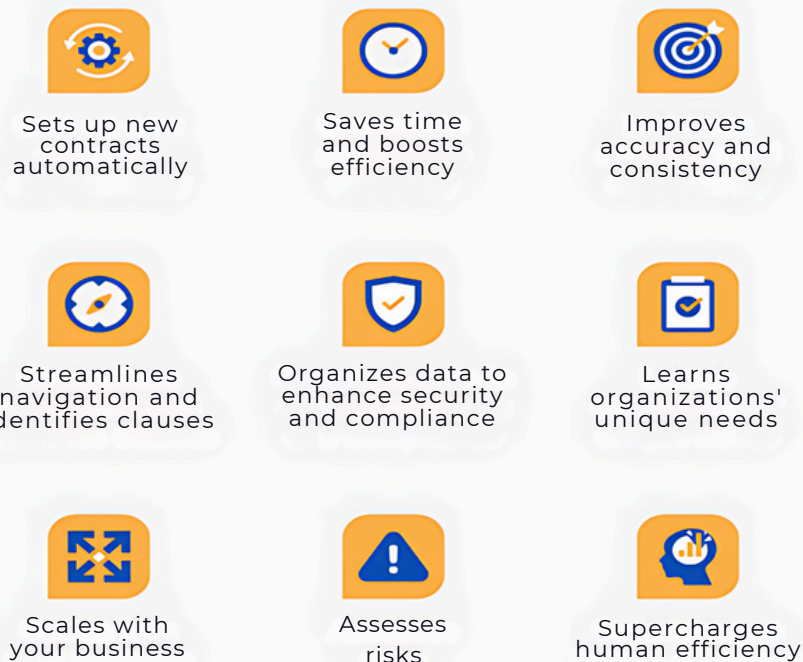 Sets up new
contracts
automatically
Saves time
and boosts
efficiency
Improves
accuracy and
consistency
Streamlines
navigation and
dentifies clauses
Organizes data to
enhance security
and compliance
Learns
organizations'
unique needs
Scales with
your business
Assesses
risks
Supercharges
human efficiency